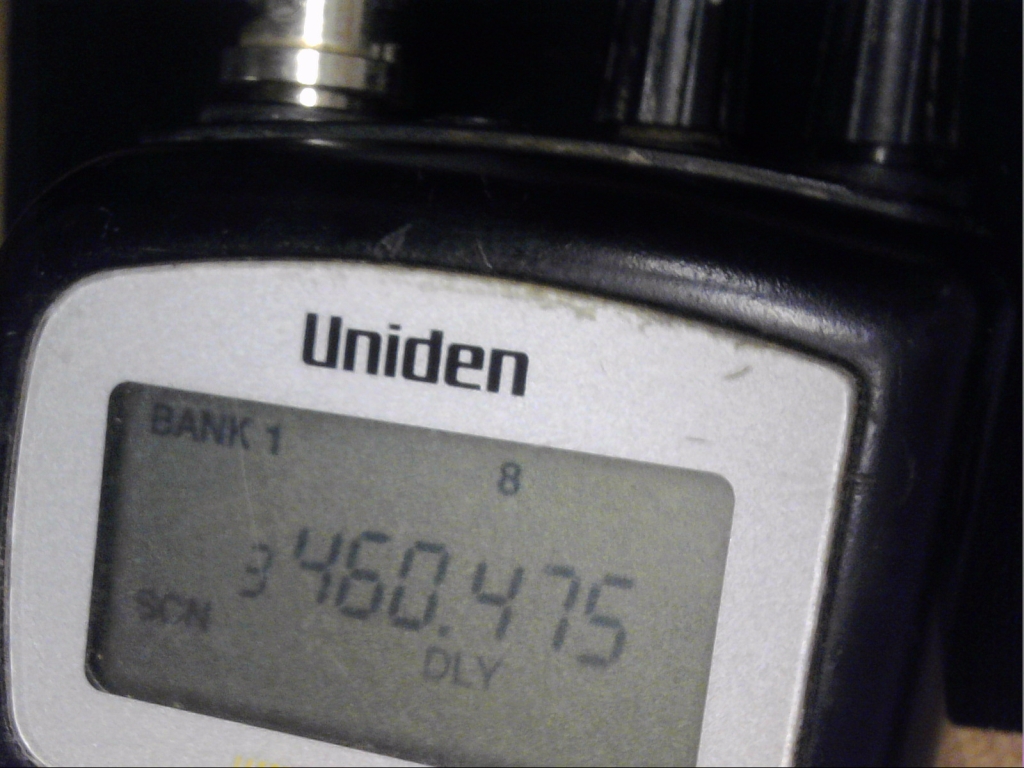 Uniden
BANK 1 8
3 460.475
SCN
DLY